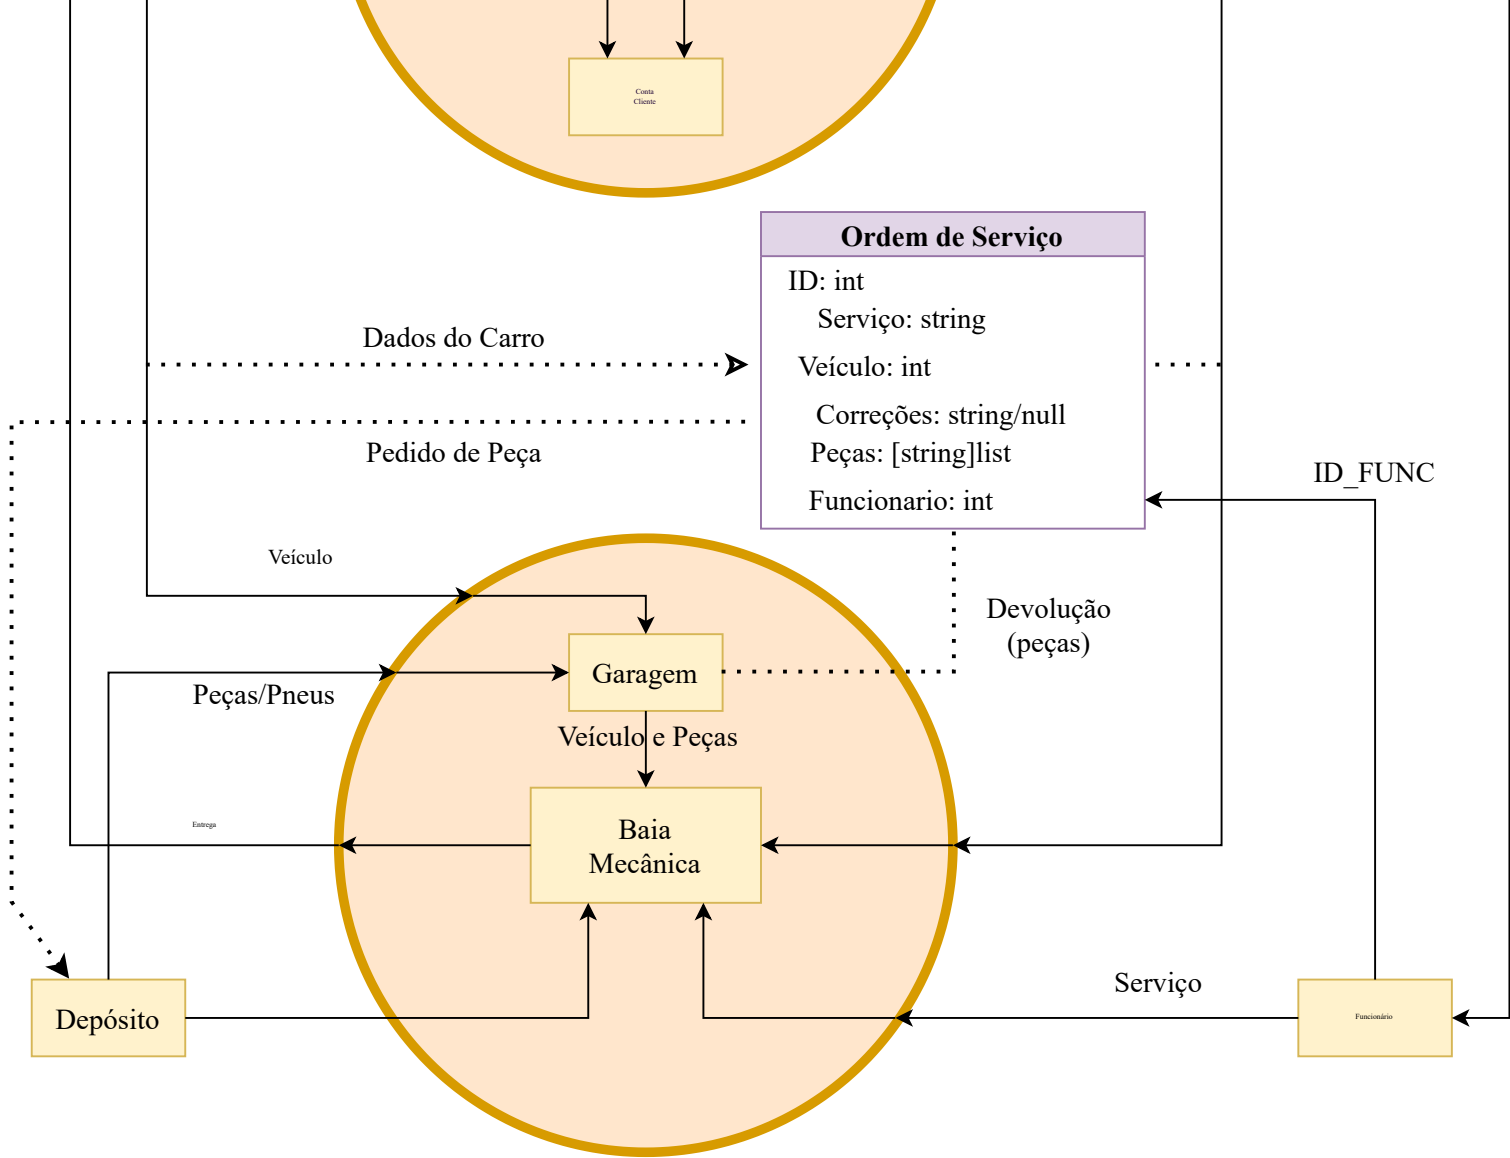 Conta
Cliente
Ordem de Serviço
ID: int
Serviço: string
Dados do Carro
Veículo: int
Correções: string/null
Pedido de Peça
Peças: [string]list
ID_FUNC
Funcionario: int
Veículo
Devolução
(peças)
Garagem
Peças/Pneus
Veículo e Peças
Entrega
Baia
Mecânica
Serviço
Depósito
Funcionário